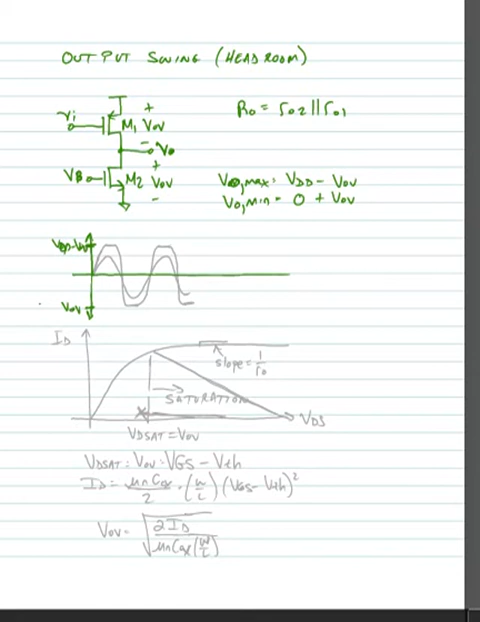 OUTPUT SWING (HEADROOM)
Vi
+
M1 VOV
-
Vo
Ro = ro2 || ro1
+
VB
M2 VOV
-
Vo,max = VDD - VOV
Vo,min = 0 + VOV
VDD-VOV
VOV
ID
slope = 1/ro
SATURATION
VDS
VDSAT = VOV
VDSAT = VOV = VGS - Vth
ID = μnCox/2 · (W/L) (VGS - Vth)²
VOV = √(2ID / μnCox(W/L))